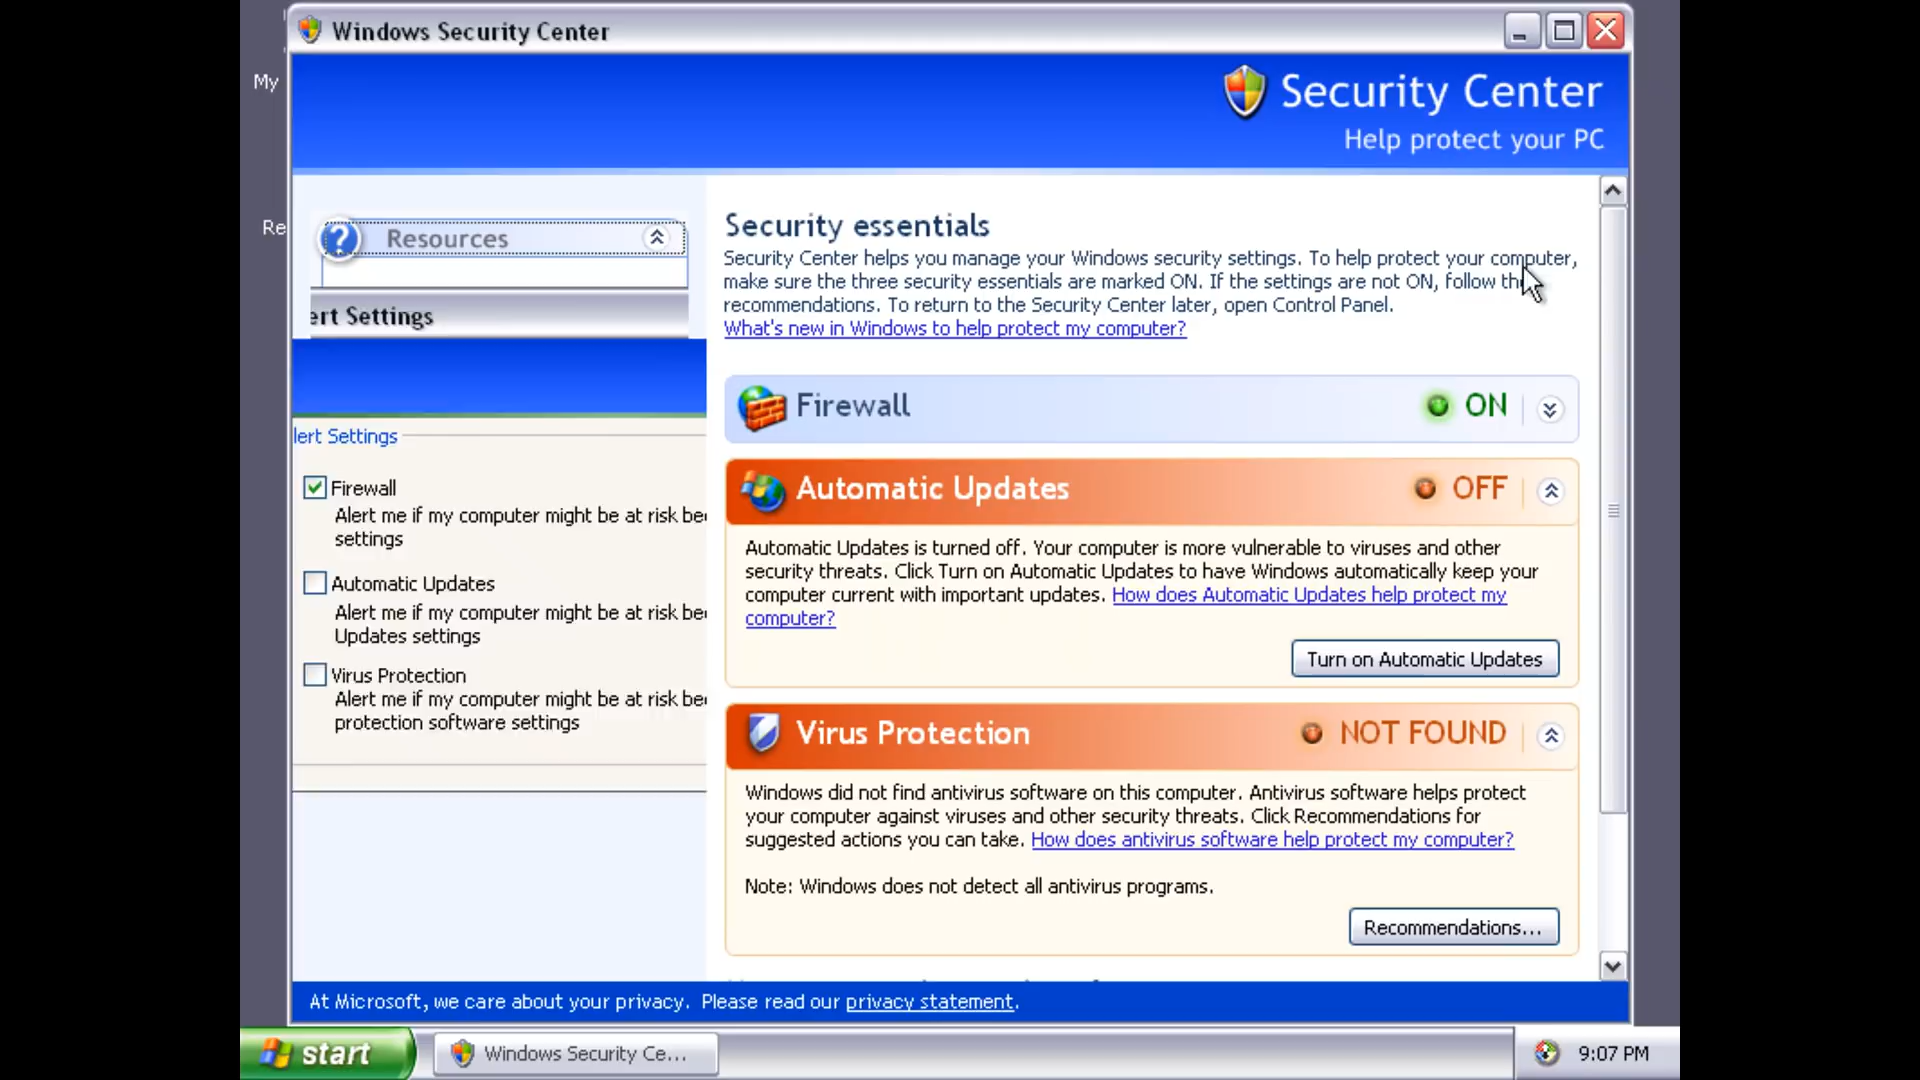 Windows Security Center
My
Re
Security Center
Help protect your PC
Resources
ert Settings
lert Settings
Firewall
Alert me if my computer might be at risk bec
settings
Automatic Updates
Alert me if my computer might be at risk bec
Updates settings
Virus Protection
Alert me if my computer might be at risk bec
protection software settings
Security essentials
Security Center helps you manage your Windows security settings. To help protect your computer,
make sure the three security essentials are marked ON. If the settings are not ON, follow the
recommendations. To return to the Security Center later, open Control Panel.
What's new in Windows to help protect my computer?
Firewall ON
Automatic Updates OFF
Automatic Updates is turned off. Your computer is more vulnerable to viruses and other
security threats. Click Turn on Automatic Updates to have Windows automatically keep your
computer current with important updates. How does Automatic Updates help protect my
computer?
Turn on Automatic Updates
Virus Protection NOT FOUND
Windows did not find antivirus software on this computer. Antivirus software helps protect
your computer against viruses and other security threats. Click Recommendations for
suggested actions you can take. How does antivirus software help protect my computer?
Note: Windows does not detect all antivirus programs.
Recommendations...
At Microsoft, we care about your privacy. Please read our privacy statement.
start
Windows Security Ce...
9:07 PM